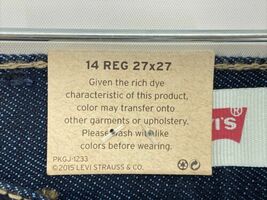 14 REG 27x27
Given the rich dye
characteristic of this product,
color may transfer onto
other garments or upholstery.
Please wash with like
colors before wearing.
PKGJ-1233
©2015 LEVI STRAUSS & CO.
VI'S
®